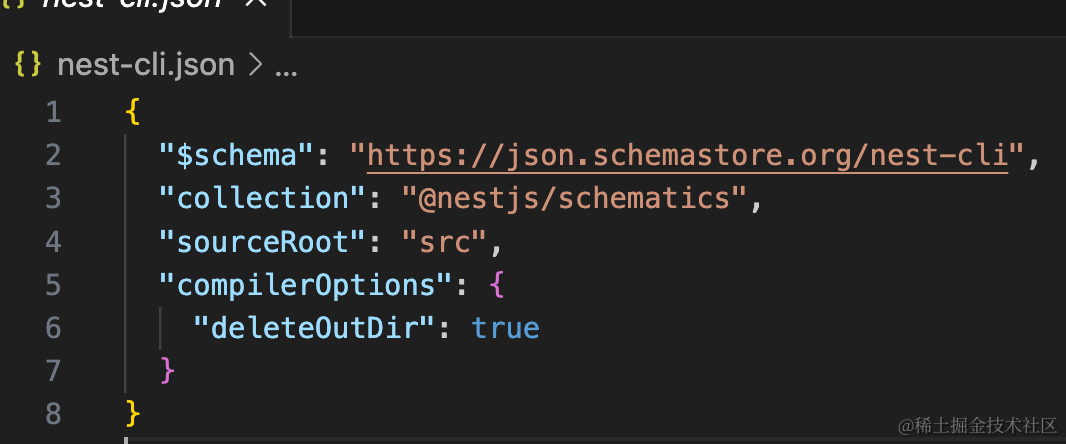 nest-cli.json ×
{} nest-cli.json > ...
1 {
2 "$schema": "https://json.schemastore.org/nest-cli",
3 "collection": "@nestjs/schematics",
4 "sourceRoot": "src",
5 "compilerOptions": {
6 "deleteOutDir": true
7 }
8 }
@稀土掘金技术社区